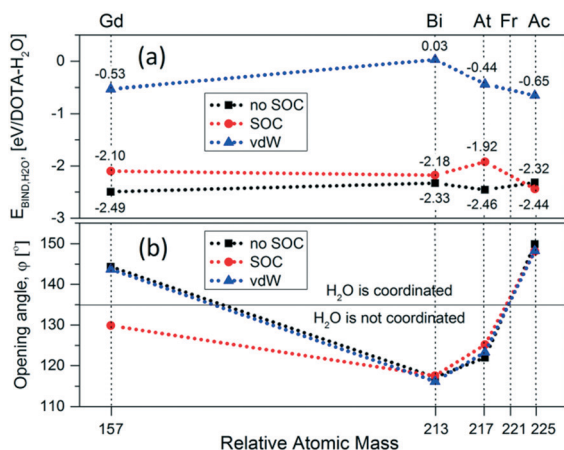 Gd Bi At Fr Ac
(a)
E_BIND,H2O, [eV/DOTA-H₂O]
0
-1
-2
-3
-0.53
0.03
-0.44
-0.65
no SOC
SOC
vdW
-2.10
-2.18
-1.92
-2.32
-2.49
-2.33
-2.46
-2.44
(b)
Opening angle, φ [°]
150
140
130
120
110
no SOC
SOC
vdW
H₂O is coordinated
H₂O is not coordinated
157 213 217 221 225
Relative Atomic Mass